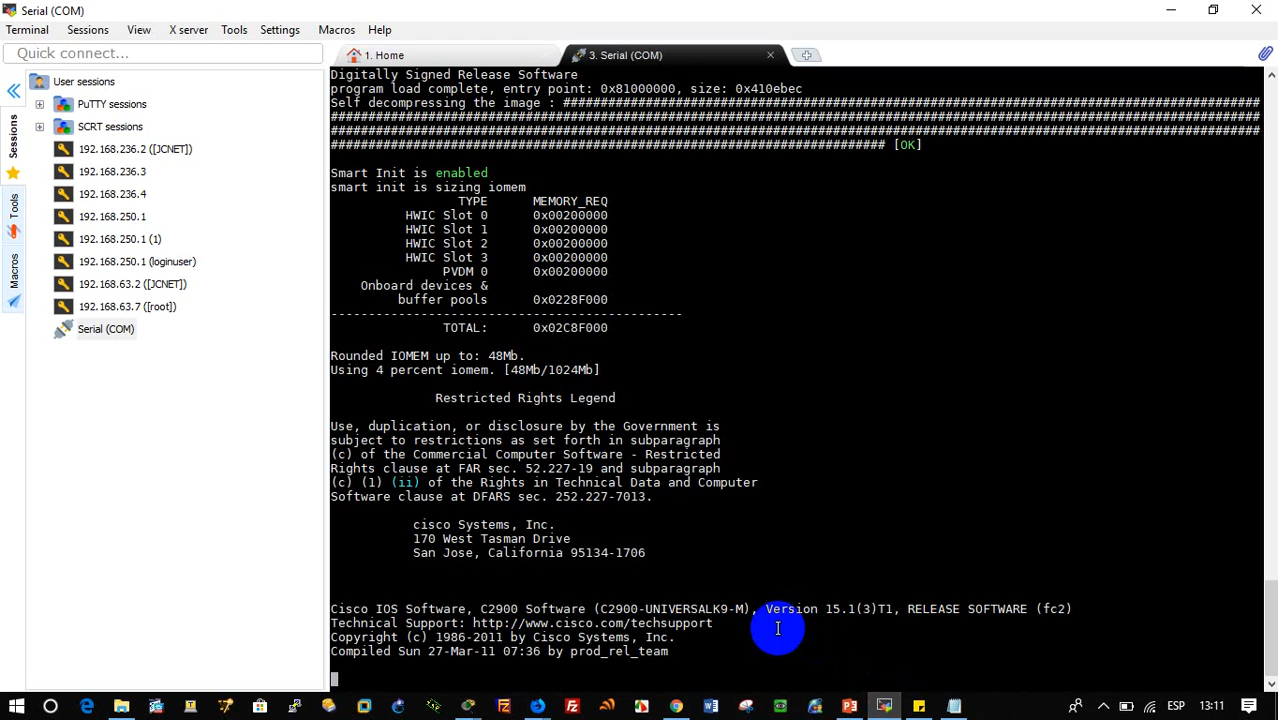 Serial (COM)
Terminal Sessions View X server Tools Settings Macros Help
Quick connect...
1. Home
3. Serial (COM)
Sessions
Tools
Macros
User sessions
PuTTY sessions
SCRT sessions
192.168.236.2 ([JCNET])
192.168.236.3
192.168.236.4
192.168.250.1
192.168.250.1 (1)
192.168.250.1 (loginuser)
192.168.63.2 ([JCNET])
192.168.63.7 ([root])
Serial (COM)
Digitally Signed Release Software
program load complete, entry point: 0x81000000, size: 0x410ebec
Self decompressing the image : #############################################################################################
############################################################################################################################
############################################################################################################################
########################################################################## [OK]
Smart Init is enabled
smart init is sizing iomem
TYPE MEMORY_REQ
HWIC Slot 0 0x00200000
HWIC Slot 1 0x00200000
HWIC Slot 2 0x00200000
HWIC Slot 3 0x00200000
PVDM 0 0x00200000
Onboard devices &
buffer pools 0x0228F000
-----------------------------------------------
TOTAL: 0x02C8F000
Rounded IOMEM up to: 48Mb.
Using 4 percent iomem. [48Mb/1024Mb]
Restricted Rights Legend
Use, duplication, or disclosure by the Government is
subject to restrictions as set forth in subparagraph
(c) of the Commercial Computer Software - Restricted
Rights clause at FAR sec. 52.227-19 and subparagraph
(c) (1) (ii) of the Rights in Technical Data and Computer
Software clause at DFARS sec. 252.227-7013.
cisco Systems, Inc.
170 West Tasman Drive
San Jose, California 95134-1706
Cisco IOS Software, C2900 Software (C2900-UNIVERSALK9-M), Version 15.1(3)T1, RELEASE SOFTWARE (fc2)
Technical Support: http://www.cisco.com/techsupport
Copyright (c) 1986-2011 by Cisco Systems, Inc.
Compiled Sun 27-Mar-11 07:36 by prod_rel_team
ESP 13:11